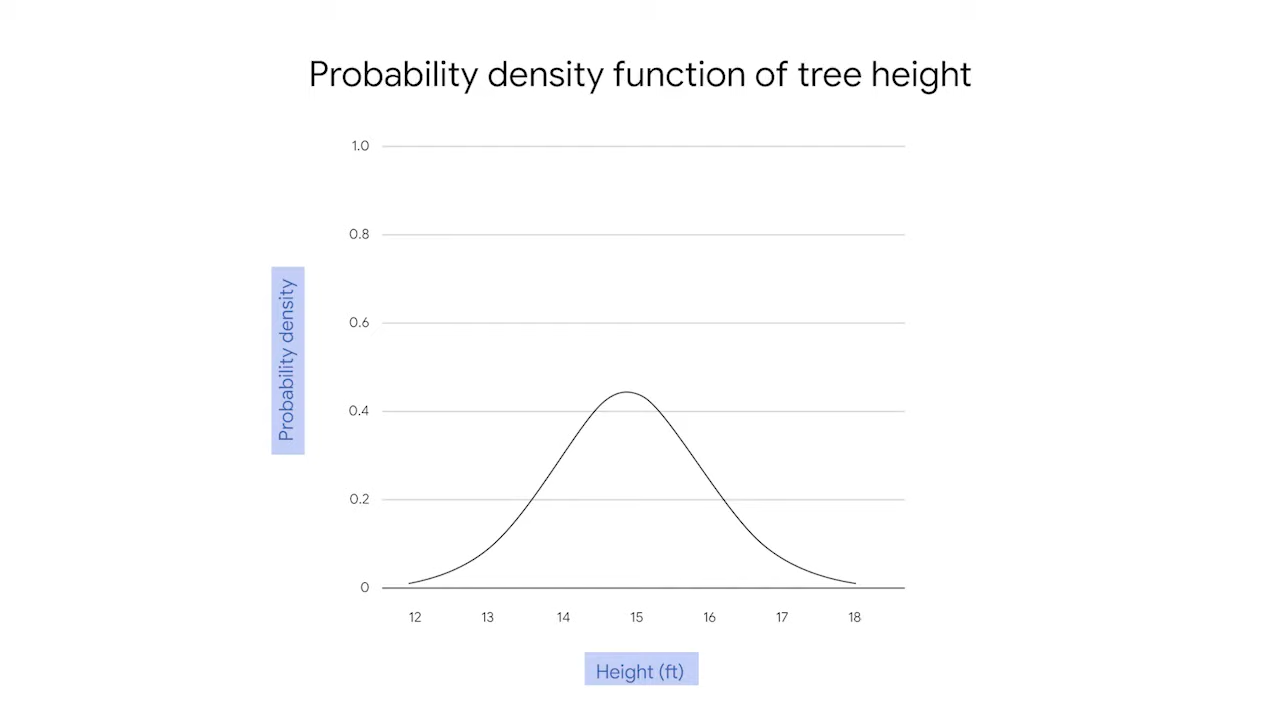 Probability density function of tree height
1.0
0.8
0.6
0.4
0.2
0
Probability density
12 13 14 15 16 17 18
Height (ft)